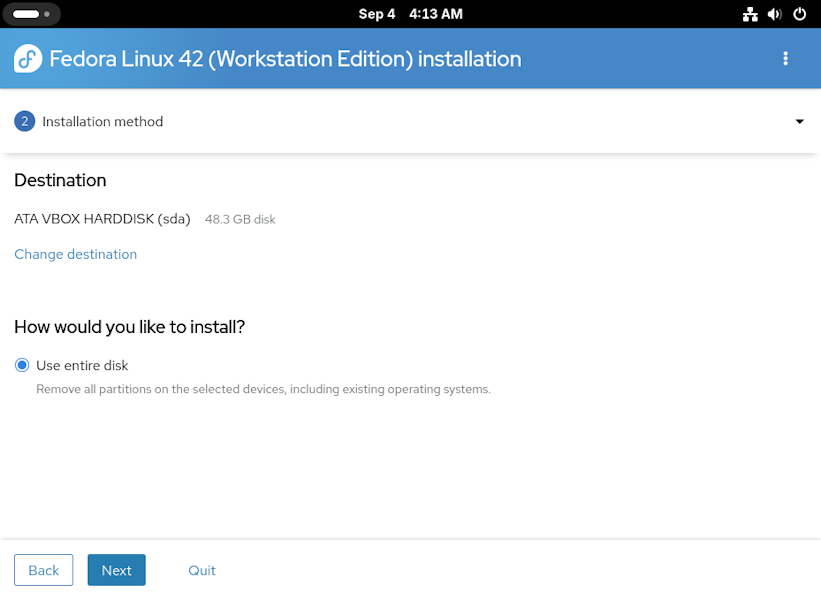 Sep 4 4:13 AM
Fedora Linux 42 (Workstation Edition) installation
2 Installation method
Destination
ATA VBOX HARDDISK (sda) 48.3 GB disk
Change destination
How would you like to install?
Use entire disk
Remove all partitions on the selected devices, including existing operating systems.
Back Next Quit